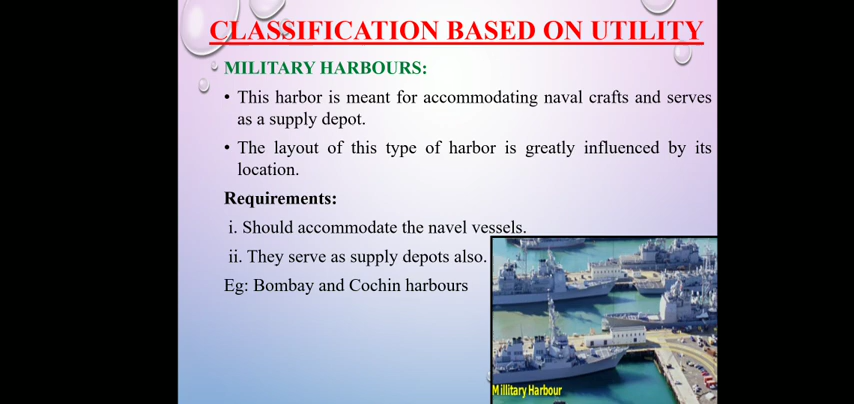 CLASSIFICATION BASED ON UTILITY
MILITARY HARBOURS:
• This harbor is meant for accommodating naval crafts and serves
as a supply depot.
• The layout of this type of harbor is greatly influenced by its
location.
Requirements:
i. Should accommodate the navel vessels.
ii. They serve as supply depots also.
Eg: Bombay and Cochin harbours
Millitary Harbour